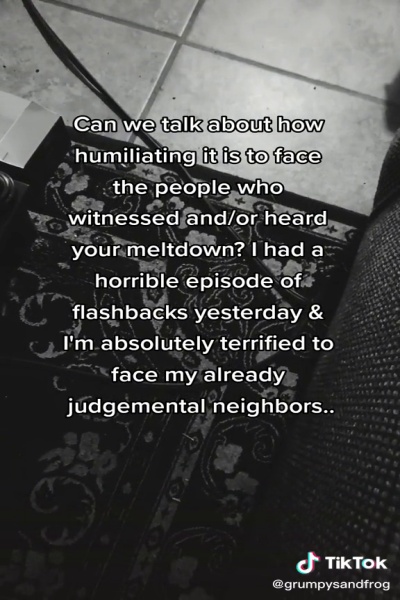 Can we talk about how
humiliating it is to face
the people who
witnessed and/or heard
your meltdown? I had a
horrible episode of
flashbacks yesterday &
I'm absolutely terrified to
face my already
judgemental neighbors..
TikTok
@grumpysandfrog